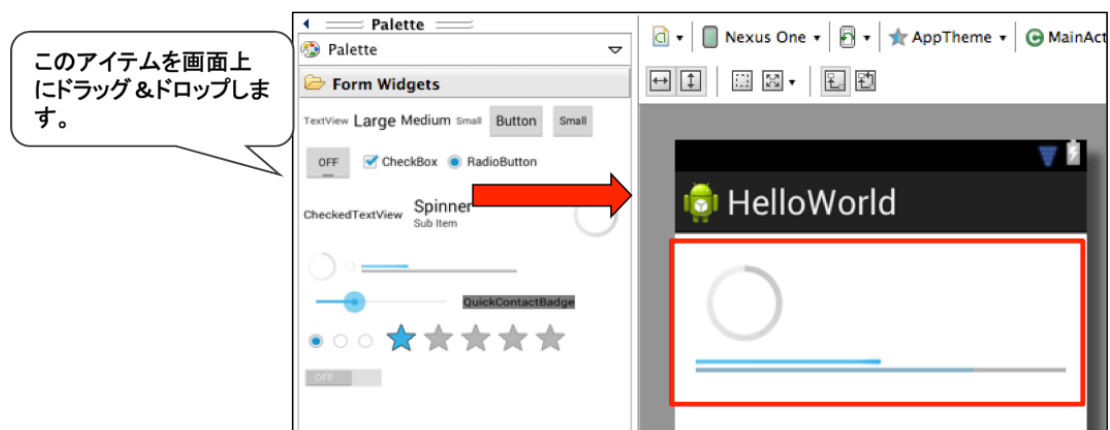 このアイテムを画面上
にドラッグ&ドロップしま
す。
Palette
Palette
Form Widgets
TextView Large Medium Small Button Small
OFF CheckBox RadioButton
CheckedTextView Spinner
Sub Item
QuickContactBadge
OFF
Nexus One AppTheme MainAct
HelloWorld